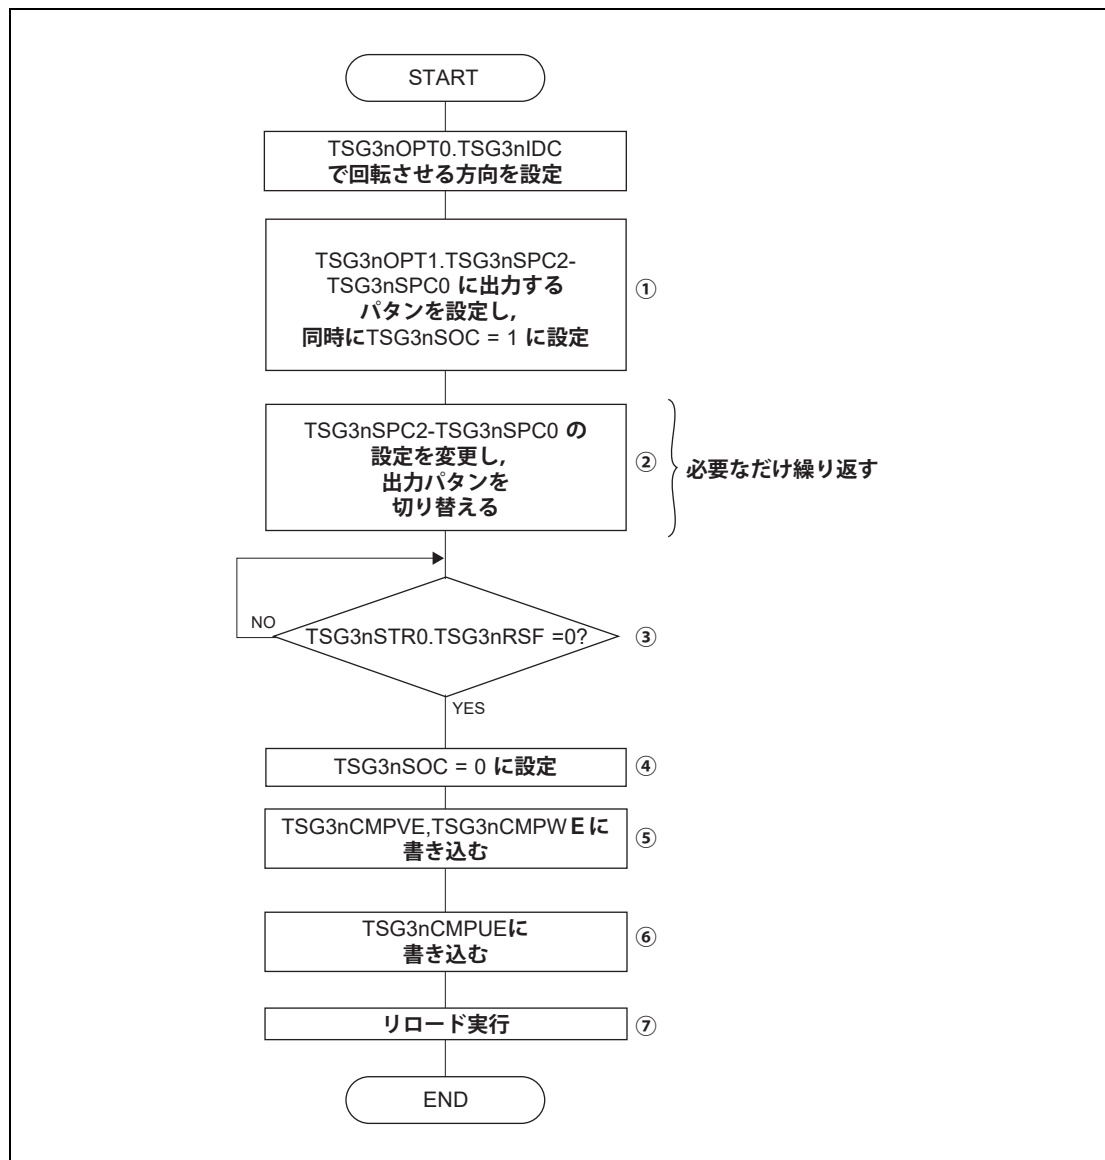 START
TSG3nOPT0.TSG3nIDC
で回転させる方向を設定
TSG3nOPT1.TSG3nSPC2-
TSG3nSPC0 に出力する
パタンを設定し,
同時にTSG3nSOC = 1 に設定
①
TSG3nSPC2-TSG3nSPC0 の
設定を変更し,
出力パタンを
切り替える
②
必要なだけ繰り返す
NO
TSG3nSTR0.TSG3nRSF =0?
③
YES
TSG3nSOC = 0 に設定
④
TSG3nCMPVE,TSG3nCMPWEに
書き込む
⑤
TSG3nCMPUEに
書き込む
⑥
リロード実行
⑦
END